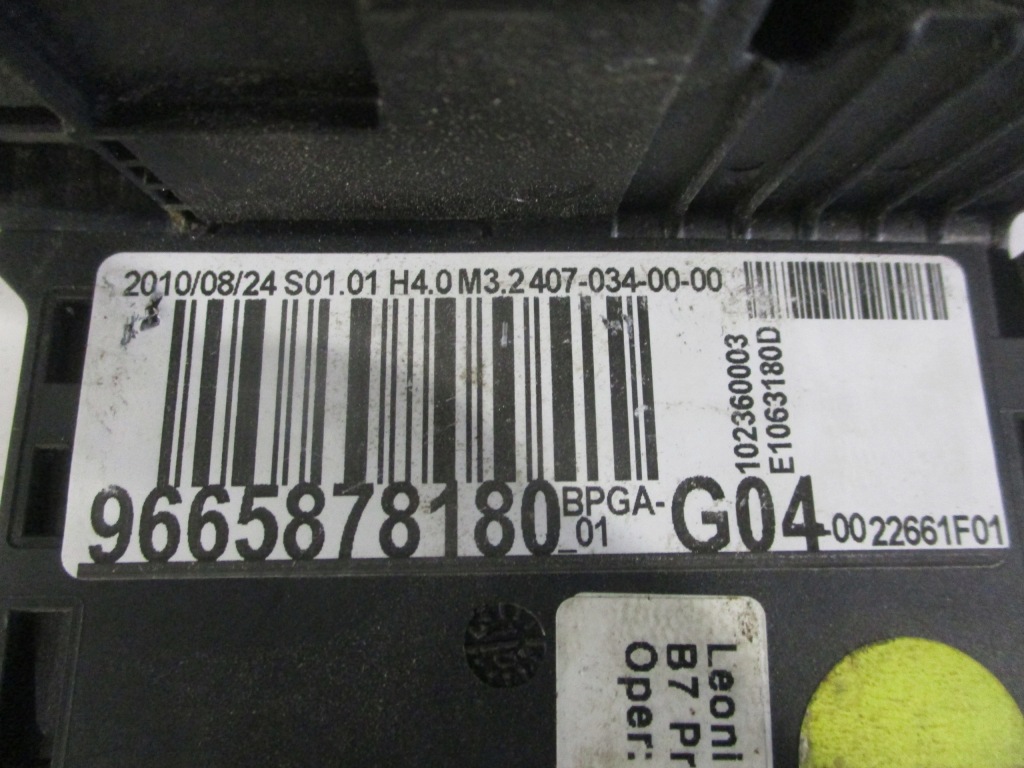 2010/08/24 S01.01 H4.0 M3.2 407-034-00-00
102360003
E1063180D
9665878180_01 BPGA-G04-00 22661F01
Leoni
B7 Pr
Oper: